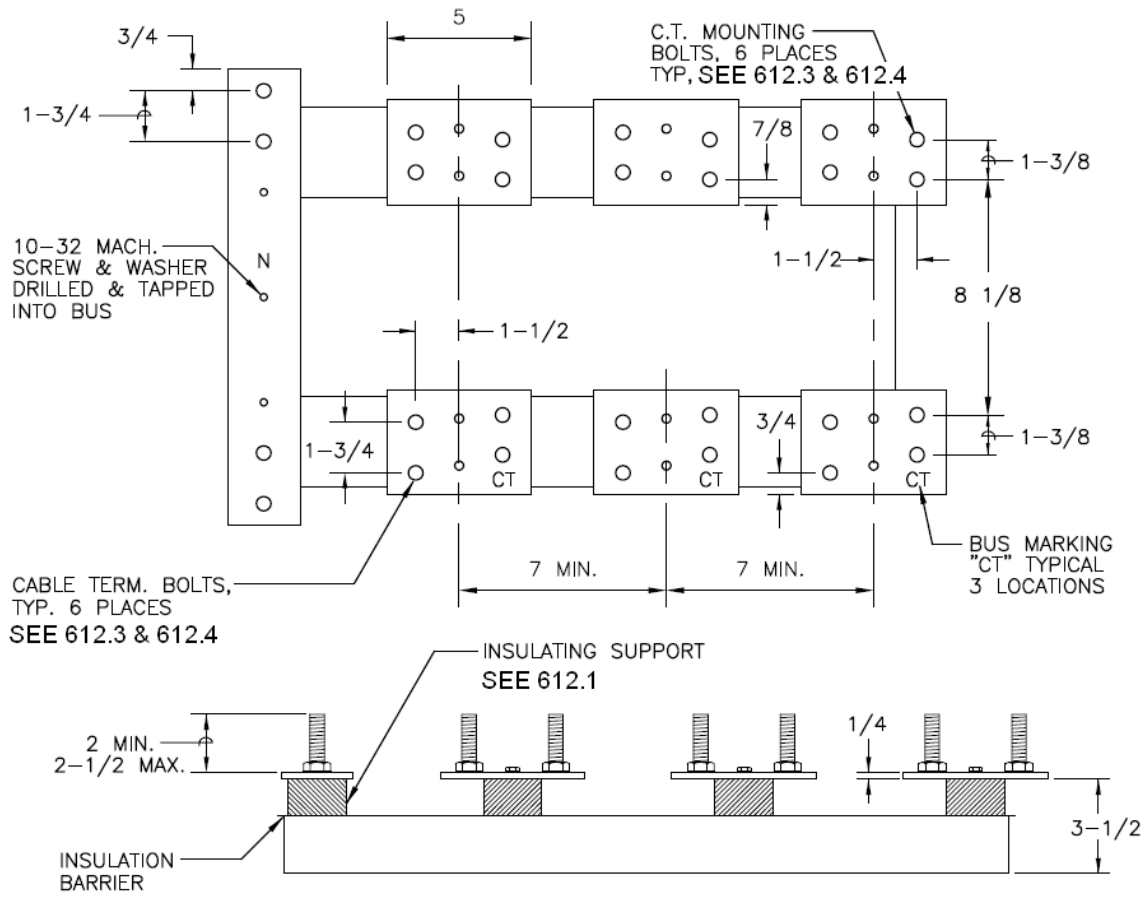 5
3/4
C.T. MOUNTING
BOLTS, 6 PLACES
TYP, SEE 612.3 & 612.4
1-3/4
7/8
1-3/8
10-32 MACH.
SCREW & WASHER
DRILLED & TAPPED
INTO BUS
N
1-1/2
8 1/8
1-1/2
3/4
1-3/4
1-3/8
CT
CT
CT
BUS MARKING
"CT" TYPICAL
3 LOCATIONS
7 MIN.
7 MIN.
CABLE TERM. BOLTS,
TYP. 6 PLACES
SEE 612.3 & 612.4
INSULATING SUPPORT
SEE 612.1
2 MIN.
2-1/2 MAX.
1/4
3-1/2
INSULATION
BARRIER